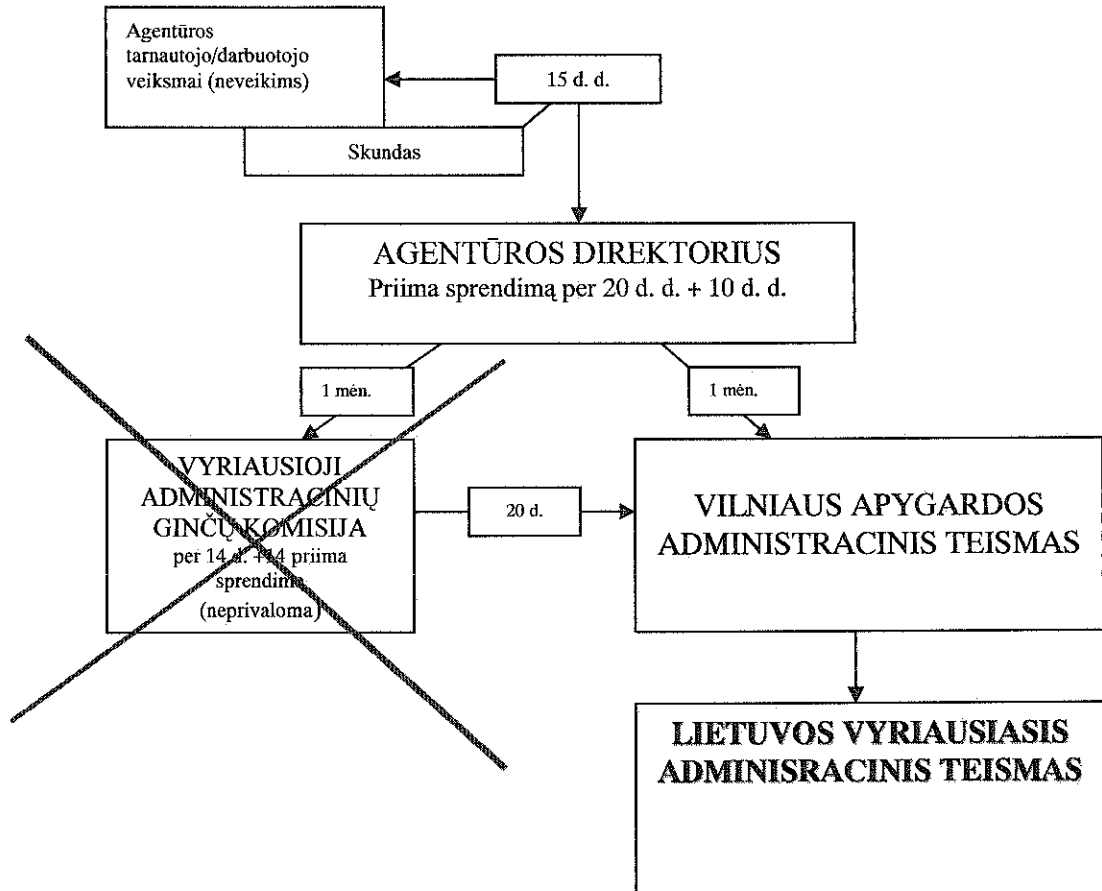 Agentūros
tarnautojo/darbuotojo
veiksmai (neveikims)
15 d. d.
Skundas
AGENTŪROS DIREKTORIUS
Priima sprendimą per 20 d. d. + 10 d. d.
1 mėn.
1 mėn.
VYRIAUSIOJI
ADMINISTRACINIŲ
GINČŲ KOMISIJA
per 14 d. +14 priima
sprendimą
(neprivaloma)
20 d.
VILNIAUS APYGARDOS
ADMINISTRACINIS TEISMAS
LIETUVOS VYRIAUSIASIS
ADMINISRACINIS TEISMAS